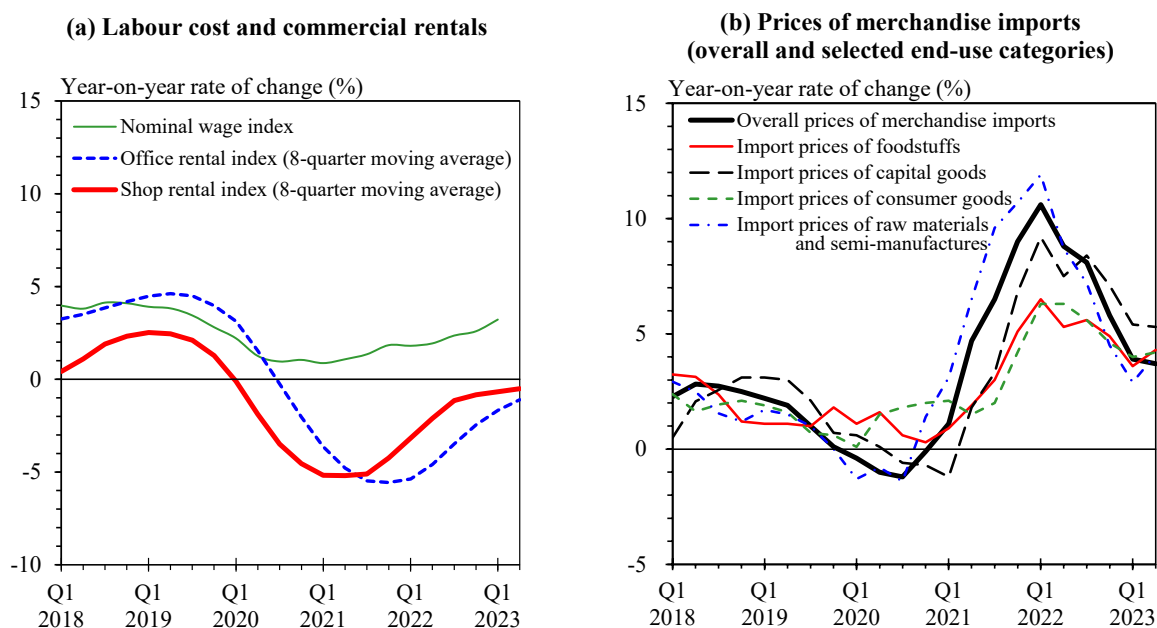 (a) Labour cost and commercial rentals
Year-on-year rate of change (%)
15
10
5
0
-5
-10
Nominal wage index
Office rental index (8-quarter moving average)
Shop rental index (8-quarter moving average)
Q1 Q1 Q1 Q1 Q1 Q1
2018 2019 2020 2021 2022 2023
(b) Prices of merchandise imports
(overall and selected end-use categories)
Year-on-year rate of change (%)
15
10
5
0
-5
Overall prices of merchandise imports
Import prices of foodstuffs
Import prices of capital goods
Import prices of consumer goods
Import prices of raw materials
and semi-manufactures
Q1 Q1 Q1 Q1 Q1 Q1
2018 2019 2020 2021 2022 2023